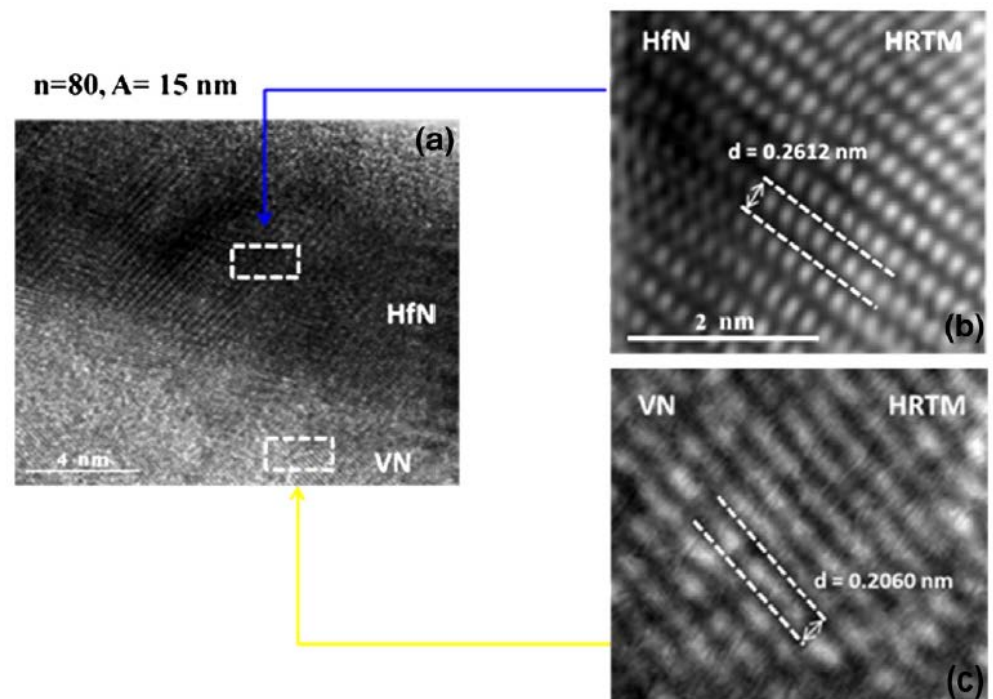 n=80, A= 15 nm
(a)
HfN
VN
4 nm
HfN HRTM
d = 0.2612 nm
2 nm
(b)
VN HRTM
d = 0.2060 nm
(c)